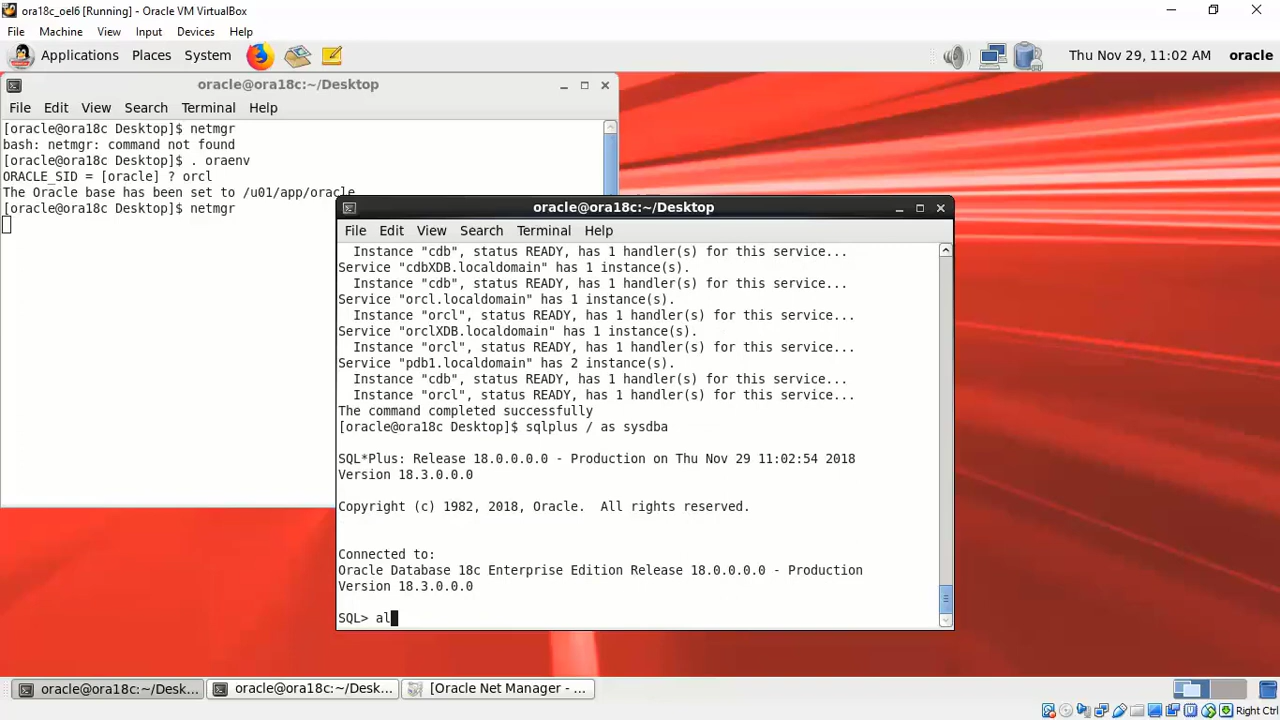 ora18c_oel6 [Running] - Oracle VM VirtualBox
File Machine View Input Devices Help
Applications Places System Thu Nov 29, 11:02 AM oracle
oracle@ora18c:~/Desktop
File Edit View Search Terminal Help
[oracle@ora18c Desktop]$ netmgr
bash: netmgr: command not found
[oracle@ora18c Desktop]$ . oraenv
ORACLE_SID = [oracle] ? orcl
The Oracle base has been set to /u01/app/oracle
[oracle@ora18c Desktop]$ netmgr
oracle@ora18c:~/Desktop
File Edit View Search Terminal Help
Instance "cdb", status READY, has 1 handler(s) for this service...
Service "cdbXDB.localdomain" has 1 instance(s).
Instance "cdb", status READY, has 1 handler(s) for this service...
Service "orcl.localdomain" has 1 instance(s).
Instance "orcl", status READY, has 1 handler(s) for this service...
Service "orclXDB.localdomain" has 1 instance(s).
Instance "orcl", status READY, has 1 handler(s) for this service...
Service "pdb1.localdomain" has 2 instance(s).
Instance "cdb", status READY, has 1 handler(s) for this service...
Instance "orcl", status READY, has 1 handler(s) for this service...
The command completed successfully
[oracle@ora18c Desktop]$ sqlplus / as sysdba
SQL*Plus: Release 18.0.0.0.0 - Production on Thu Nov 29 11:02:54 2018
Version 18.3.0.0.0
Copyright (c) 1982, 2018, Oracle.  All rights reserved.
Connected to:
Oracle Database 18c Enterprise Edition Release 18.0.0.0.0 - Production
Version 18.3.0.0.0
SQL> al
oracle@ora18c:~/Desk... oracle@ora18c:~/Desk... [Oracle Net Manager - ...
Right Ctrl